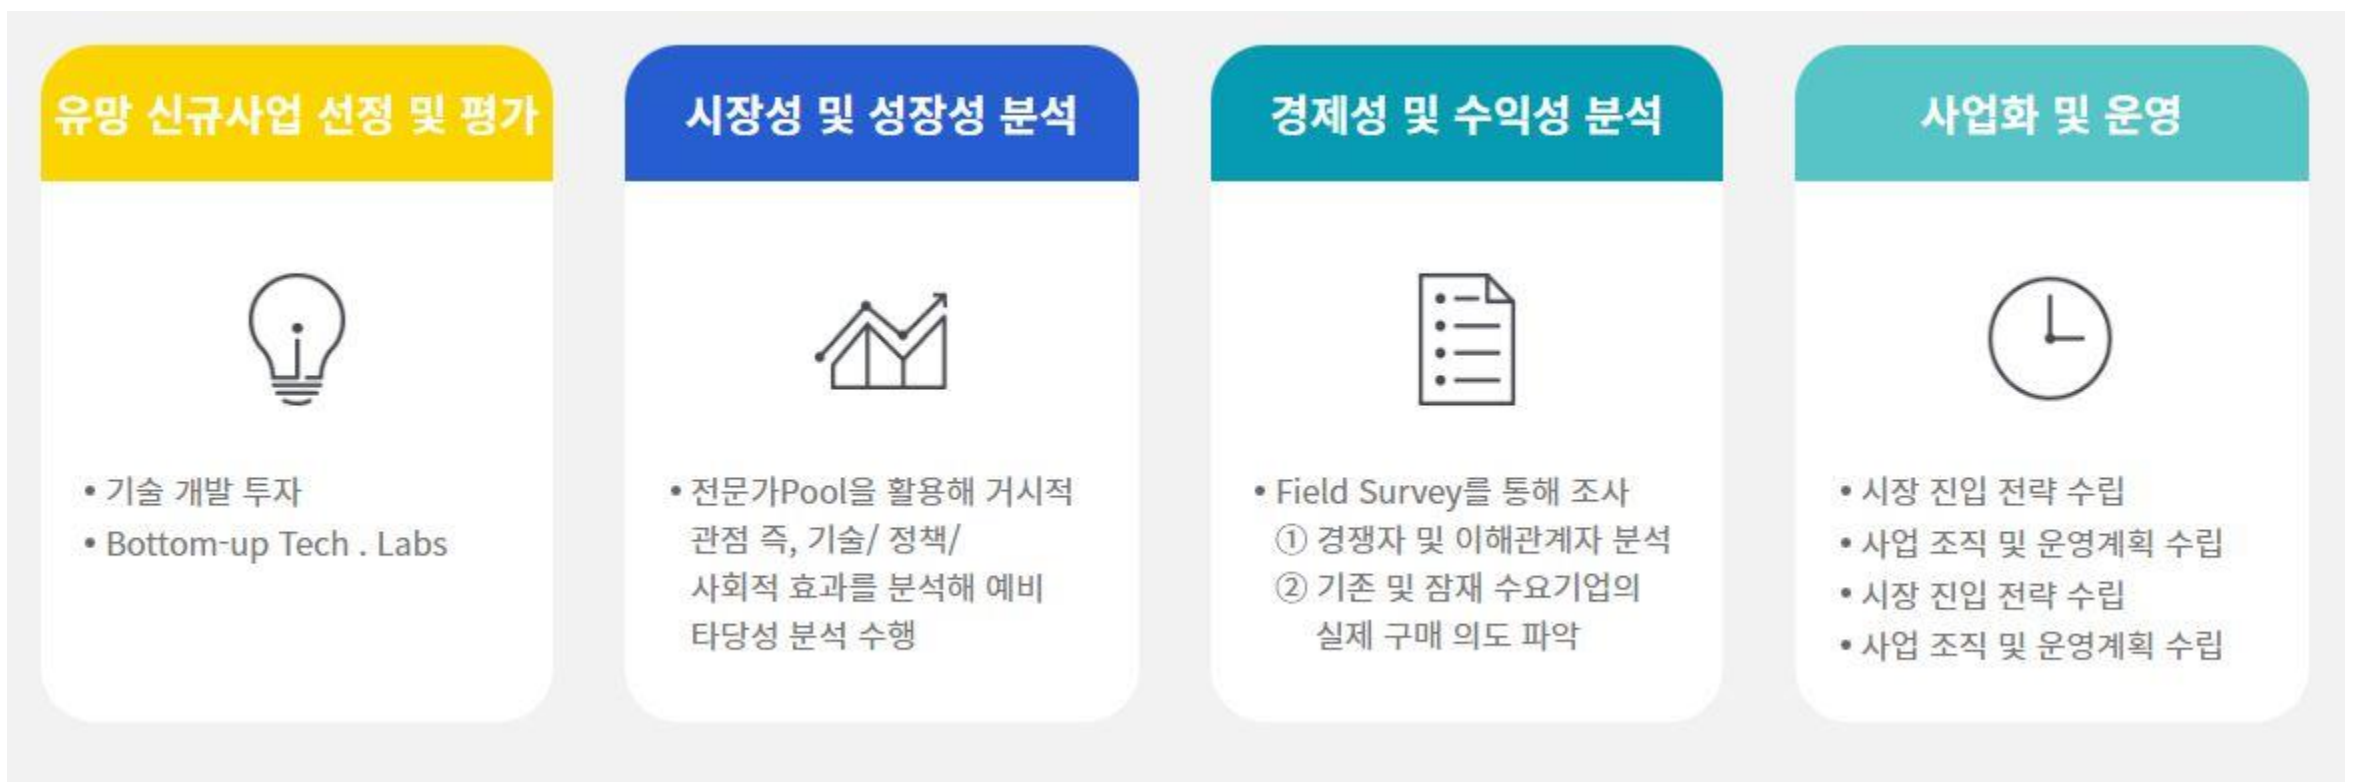 유망 신규사업 선정 및 평가
• 기술 개발 투자
• Bottom-up Tech . Labs
시장성 및 성장성 분석
• 전문가Pool을 활용해 거시적
관점 즉, 기술/ 정책/
사회적 효과를 분석해 예비
타당성 분석 수행
경제성 및 수익성 분석
• Field Survey를 통해 조사
① 경쟁자 및 이해관계자 분석
② 기존 및 잠재 수요기업의
실제 구매 의도 파악
사업화 및 운영
• 시장 진입 전략 수립
• 사업 조직 및 운영계획 수립
• 시장 진입 전략 수립
• 사업 조직 및 운영계획 수립